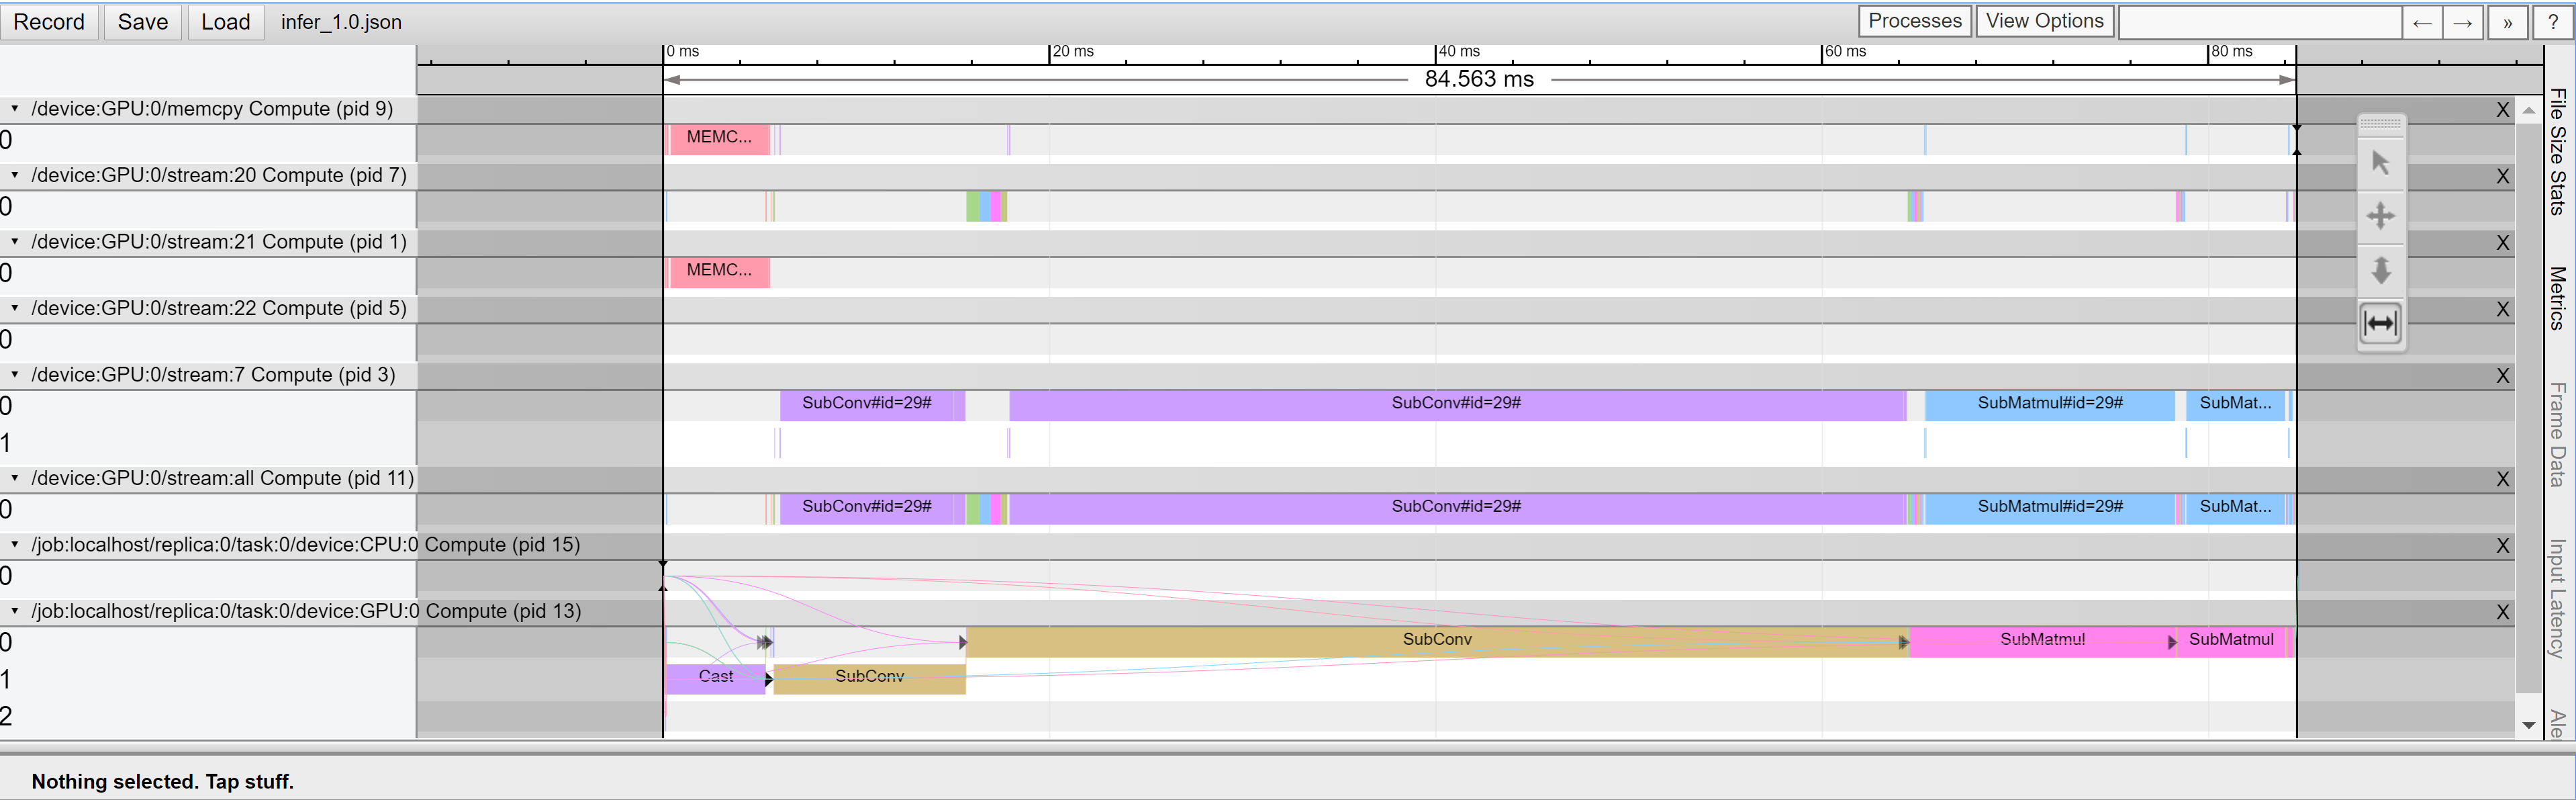 Record Save Load infer_1.0.json Processes View Options ← → » ?
0 ms 20 ms 40 ms 60 ms 80 ms
84.563 ms
/device:GPU:0/memcpy Compute (pid 9) X
0 MEMC...
/device:GPU:0/stream:20 Compute (pid 7) X
0
/device:GPU:0/stream:21 Compute (pid 1) X
0 MEMC...
/device:GPU:0/stream:22 Compute (pid 5) X
0
/device:GPU:0/stream:7 Compute (pid 3) X
0 SubConv#id=29# SubConv#id=29# SubMatmul#id=29# SubMat...
1
/device:GPU:0/stream:all Compute (pid 11) X
0 SubConv#id=29# SubConv#id=29# SubMatmul#id=29# SubMat...
/job:localhost/replica:0/task:0/device:CPU:0 Compute (pid 15) X
0
/job:localhost/replica:0/task:0/device:GPU:0 Compute (pid 13) X
0 SubConv SubMatmul SubMatmul
1 Cast SubConv
2
Nothing selected. Tap stuff.
File Size Stats
Metrics
Frame Data
Input Latency